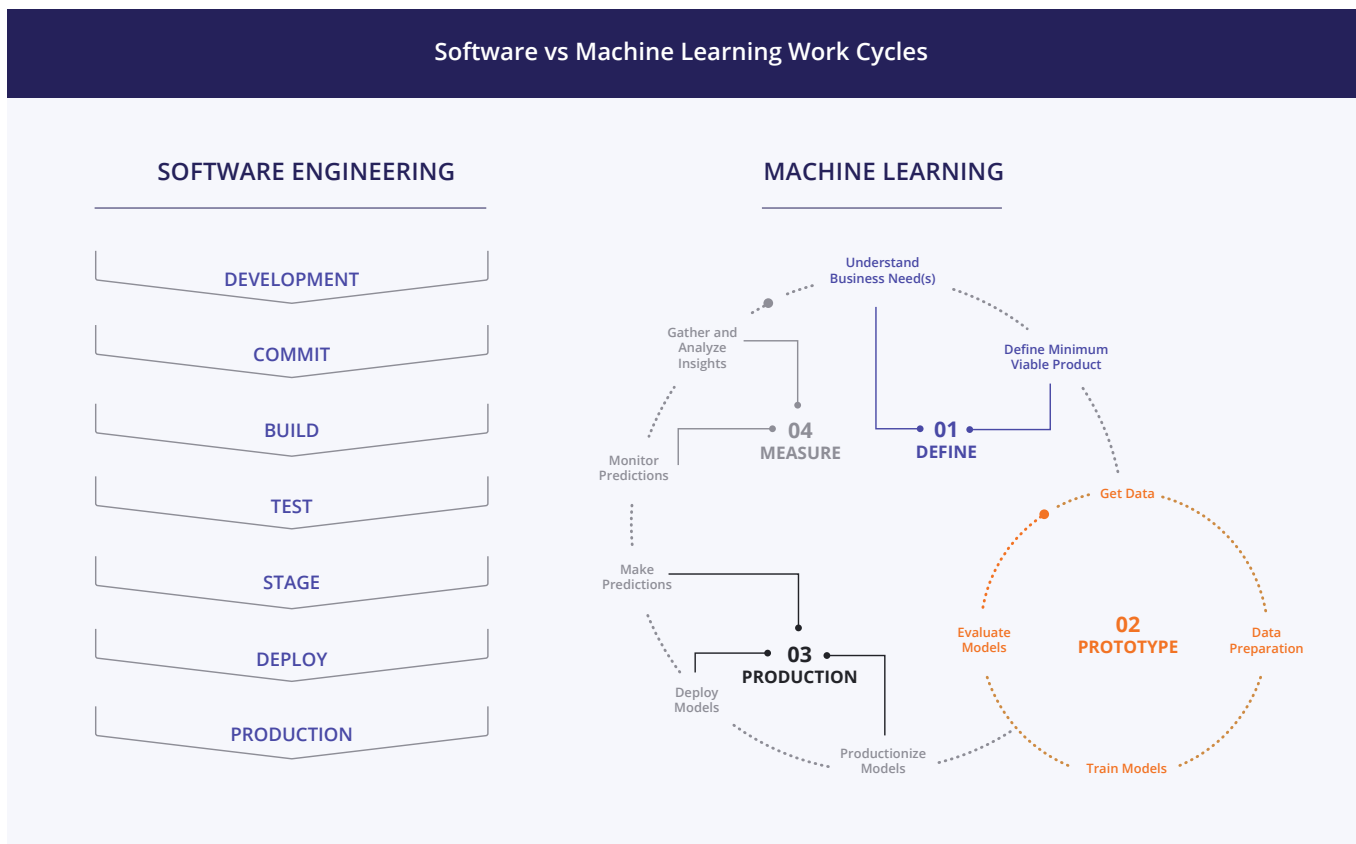 Software vs Machine Learning Work Cycles
SOFTWARE ENGINEERING
DEVELOPMENT
COMMIT
BUILD
TEST
STAGE
DEPLOY
PRODUCTION
MACHINE LEARNING
Understand
Business Need(s)
Define Minimum
Viable Product
01
DEFINE
Get Data
Data
Preparation
Train Models
Evaluate
Models
02
PROTOTYPE
Productionize
Models
Deploy
Models
Make
Predictions
03
PRODUCTION
Monitor
Predictions
Gather and
Analyze
Insights
04
MEASURE